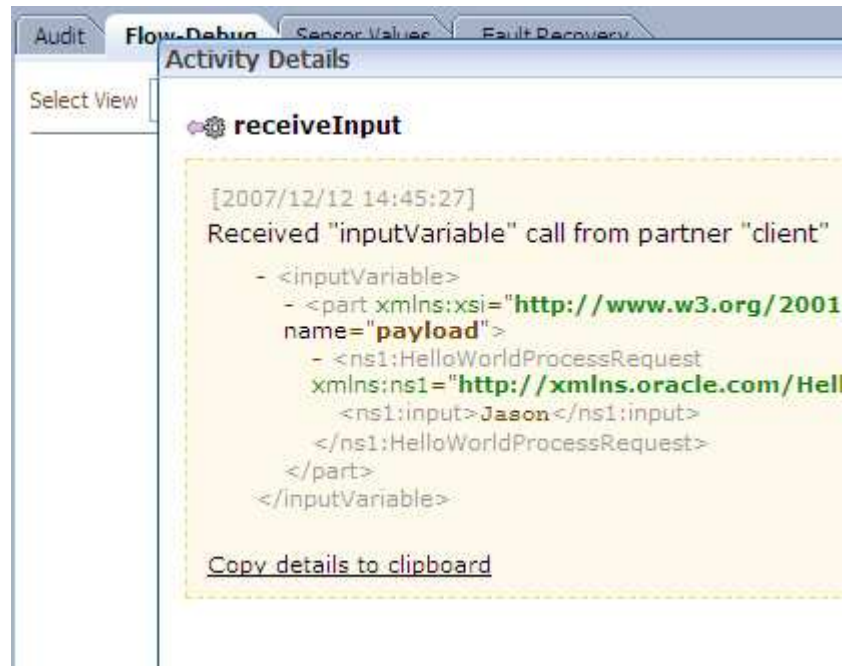 Audit Flow-Debug Sensor Values Fault Recovery
Activity Details
Select View
receiveInput
[2007/12/12 14:45:27]
Received "inputVariable" call from partner "client"
- <inputVariable>
- <part xmlns:xsi="http://www.w3.org/2001
name="payload">
- <ns1:HelloWorldProcessRequest
xmlns:ns1="http://xmlns.oracle.com/Hell
<ns1:input>Jason</ns1:input>
</ns1:HelloWorldProcessRequest>
</part>
</inputVariable>
Copy details to clipboard